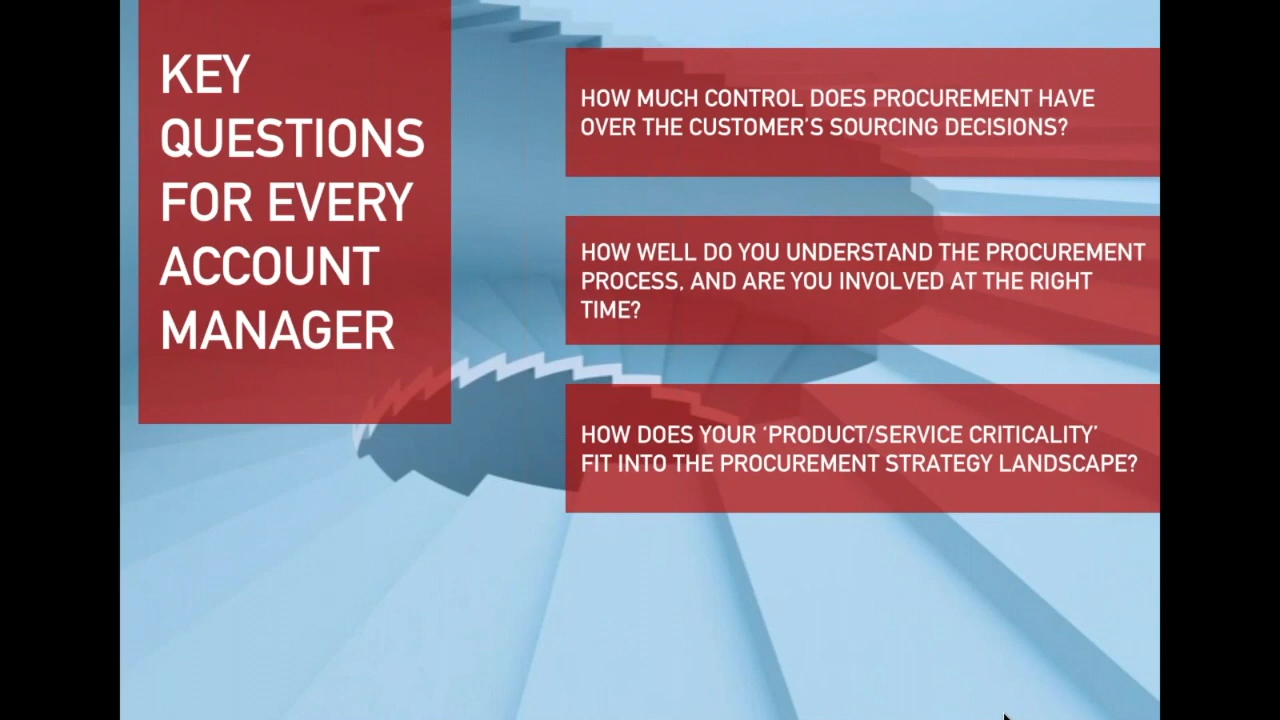 KEY
QUESTIONS
FOR EVERY
ACCOUNT
MANAGER
HOW MUCH CONTROL DOES PROCUREMENT HAVE
OVER THE CUSTOMER'S SOURCING DECISIONS?
HOW WELL DO YOU UNDERSTAND THE PROCUREMENT
PROCESS, AND ARE YOU INVOLVED AT THE RIGHT
TIME?
HOW DOES YOUR ‘PRODUCT/SERVICE CRITICALITY’
FIT INTO THE PROCUREMENT STRATEGY LANDSCAPE?